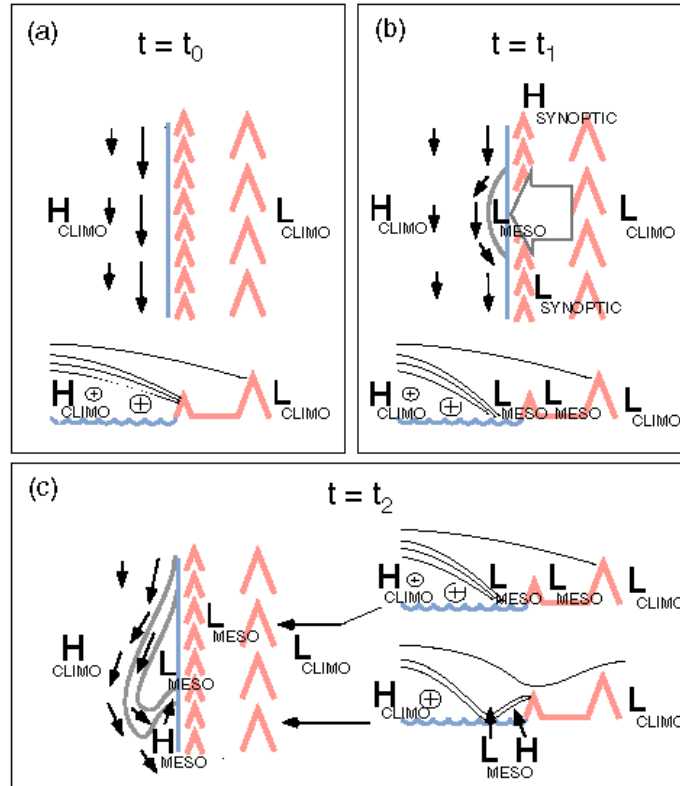 (a)
t = t0
H CLIMO
L CLIMO
H CLIMO
L CLIMO
(b)
t = t1
H SYNOPTIC
H CLIMO
L MESO
L CLIMO
L SYNOPTIC
H CLIMO
L MESO
L MESO
L CLIMO
(c)
t = t2
H CLIMO
L MESO
L MESO
L CLIMO
H MESO
H CLIMO
L MESO
L MESO
L CLIMO
H CLIMO
L CLIMO
L MESO
H